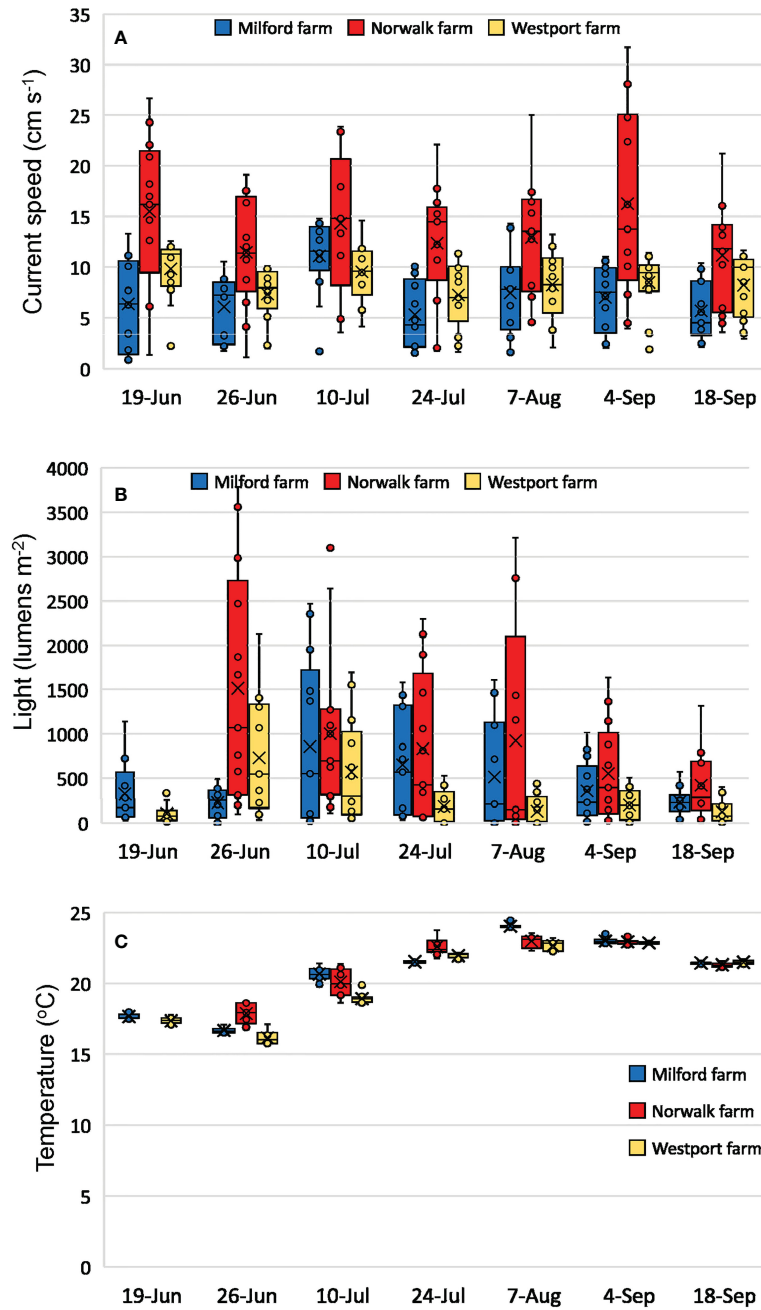 A
Milford farm Norwalk farm Westport farm
Current speed (cm s⁻¹)
35
30
25
20
15
10
5
0
19-Jun 26-Jun 10-Jul 24-Jul 7-Aug 4-Sep 18-Sep
B
Milford farm Norwalk farm Westport farm
Light (lumens m⁻²)
4000
3500
3000
2500
2000
1500
1000
500
0
19-Jun 26-Jun 10-Jul 24-Jul 7-Aug 4-Sep 18-Sep
C
Temperature (°C)
25
20
15
10
5
0
Milford farm
Norwalk farm
Westport farm
19-Jun 26-Jun 10-Jul 24-Jul 7-Aug 4-Sep 18-Sep